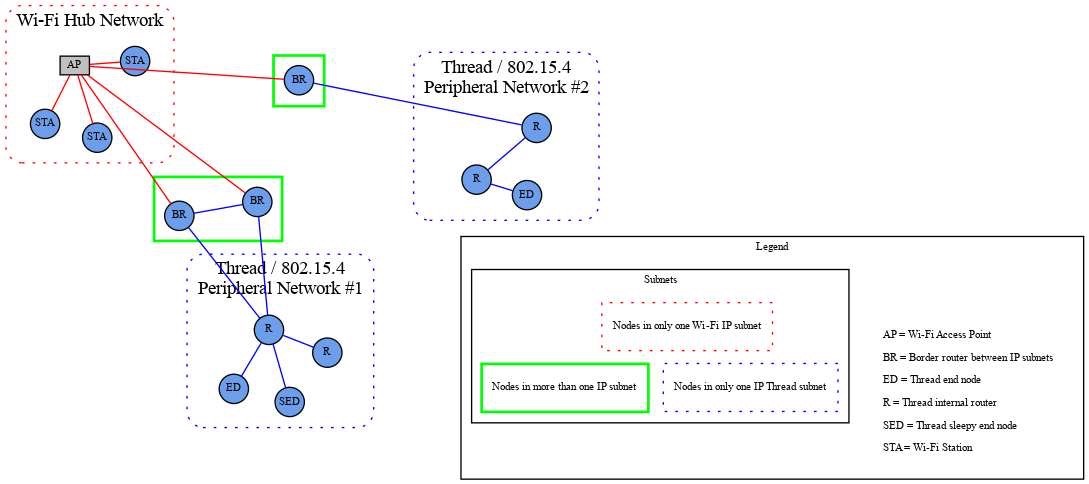 Wi-Fi Hub Network
AP
STA
STA
STA
BR
Thread / 802.15.4
Peripheral Network #2
R
R
ED
BR
BR
Thread / 802.15.4
Peripheral Network #1
R
R
ED
SED
Legend
Subnets
Nodes in only one Wi-Fi IP subnet
Nodes in more than one IP subnet
Nodes in only one IP Thread subnet
AP = Wi-Fi Access Point
BR = Border router between IP subnets
ED = Thread end node
R = Thread internal router
SED = Thread sleepy end node
STA = Wi-Fi Station